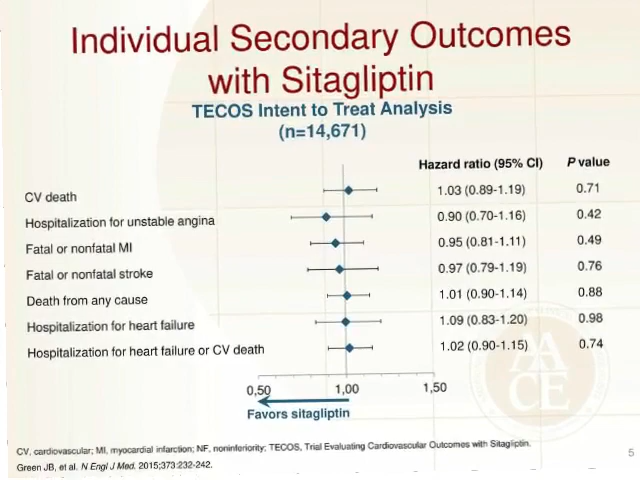 Individual Secondary Outcomes
with Sitagliptin
TECOS Intent to Treat Analysis
(n=14,671)
Hazard ratio (95% CI) P value
CV death 1.03 (0.89-1.19) 0.71
Hospitalization for unstable angina 0.90 (0.70-1.16) 0.42
Fatal or nonfatal MI 0.95 (0.81-1.11) 0.49
Fatal or nonfatal stroke 0.97 (0.79-1.19) 0.76
Death from any cause 1.01 (0.90-1.14) 0.88
Hospitalization for heart failure 1.09 (0.83-1.20) 0.98
Hospitalization for heart failure or CV death 1.02 (0.90-1.15) 0.74
0,50 1,00 1,50
Favors sitagliptin
AACE
CV, cardiovascular; MI, myocardial infarction; NF, noninferiority; TECOS, Trial Evaluating Cardiovascular Outcomes with Sitagliptin.
Green JB, et al. N Engl J Med. 2015;373:232-242.
5